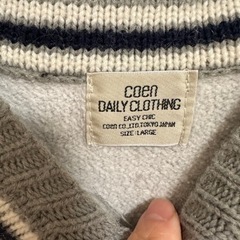 coen
DAILY CLOTHING
EASY CHIC
COEN CO.,LTD.TOKYO.JAPAN
SIZE:LARGE